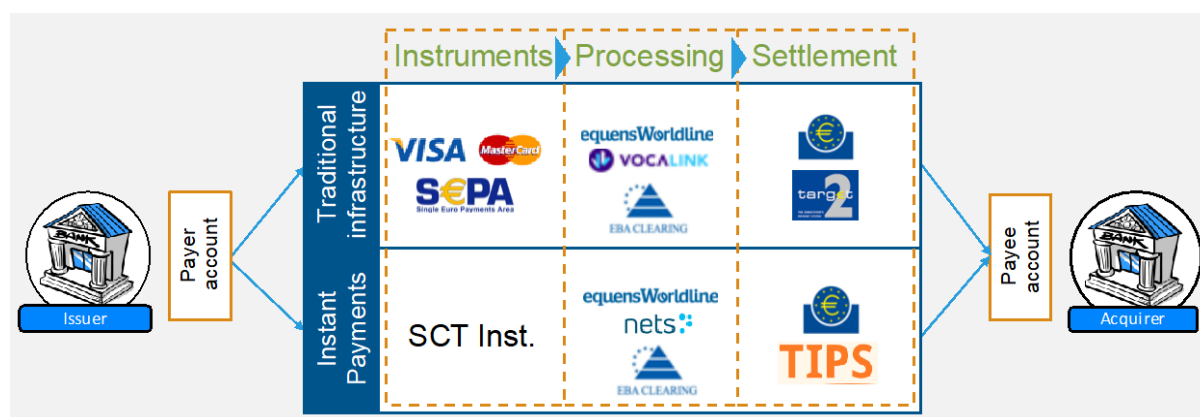 Instruments Processing Settlement
Traditional
infrastructure
VISA MasterCard
S€PA
Single Euro Payments Area
equensWorldline
VOCALINK
EBA CLEARING
target
2
BANK
Issuer
Payer
account
Instant
Payments
SCT Inst.
equensWorldline
nets
EBA CLEARING
€
€
TIPS
Payee
account
BANK
Acquirer